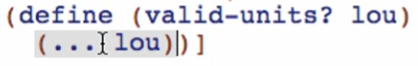 (define (valid-units? lou)
(... lou))]